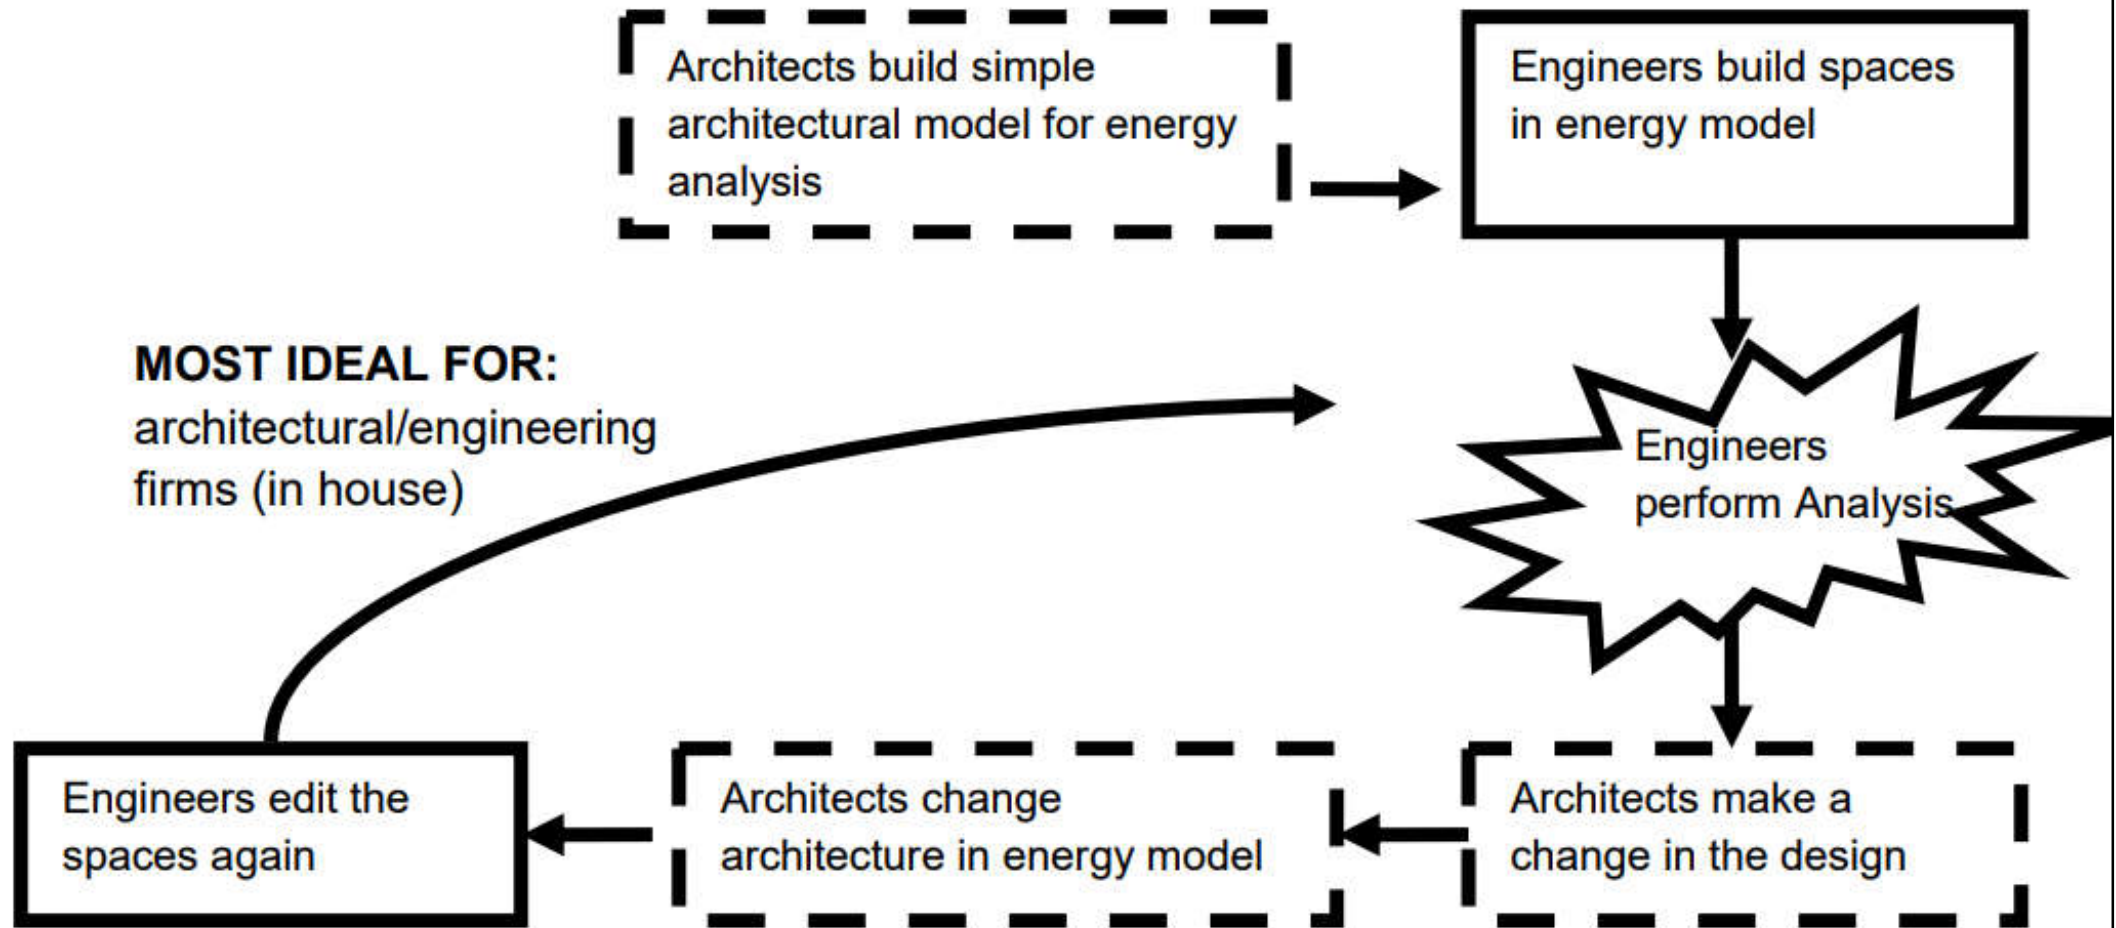 Architects build simple
architectural model for energy
analysis
Engineers build spaces
in energy model
MOST IDEAL FOR:
architectural/engineering
firms (in house)
Engineers
perform Analysis
Architects make a
change in the design
Architects change
architecture in energy model
Engineers edit the
spaces again